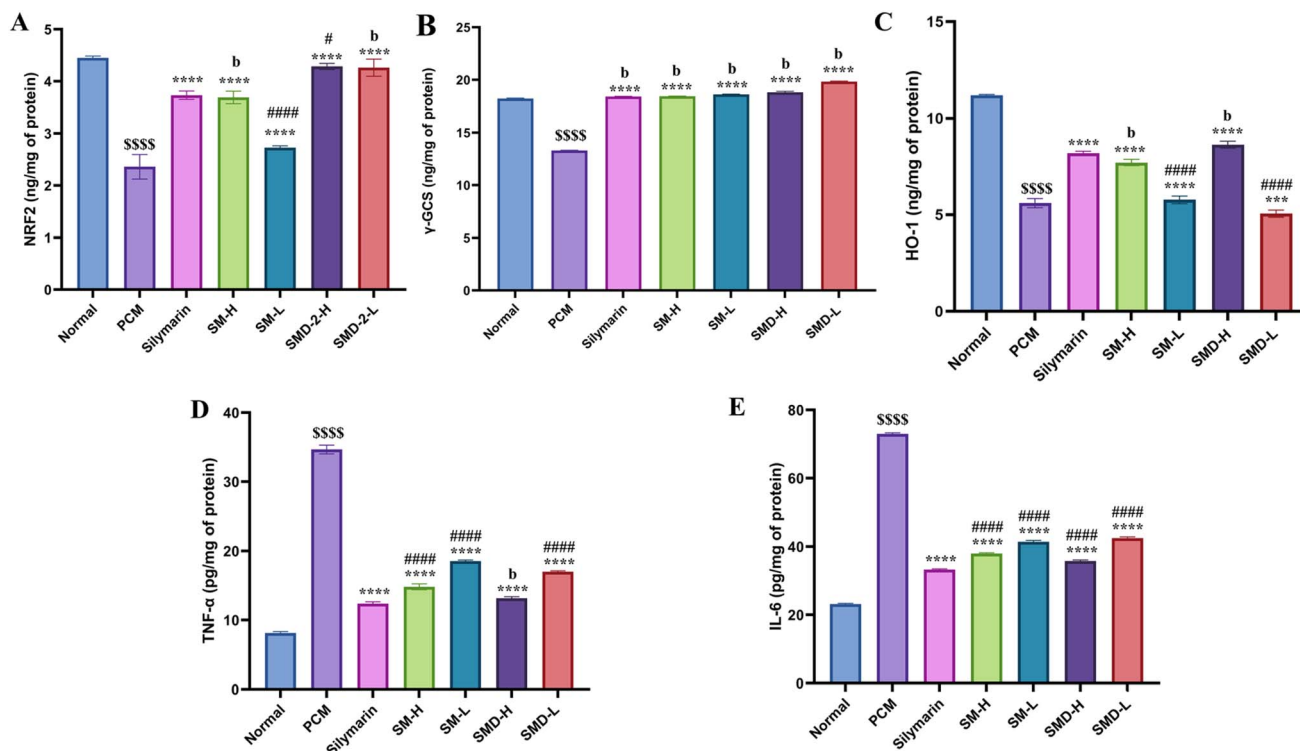 A
NRF2 (ng/mg of protein)
5
4
3
2
1
0
$$$$
****
b
****
####
****
#
****
b
****
Normal
PCM
Silymarin
SM-H
SM-L
SMD-2-H
SMD-2-L
B
γ-GCS (ng/mg of protein)
25
20
15
10
5
0
$$$$
b
****
b
****
b
****
b
****
b
****
Normal
PCM
Silymarin
SM-H
SM-L
SMD-H
SMD-L
C
HO-1 (ng/mg of protein)
15
10
5
0
$$$$
****
b
****
####
****
b
****
####
***
Normal
PCM
Silymarin
SM-H
SM-L
SMD-H
SMD-L
D
TNF-α (pg/mg of protein)
40
30
20
10
0
$$$$
****
####
****
####
****
b
****
####
****
Normal
PCM
Silymarin
SM-H
SM-L
SMD-H
SMD-L
E
IL-6 (pg/mg of protein)
80
60
40
20
0
$$$$
****
####
****
####
****
####
****
####
****
Normal
PCM
Silymarin
SM-H
SM-L
SMD-H
SMD-L